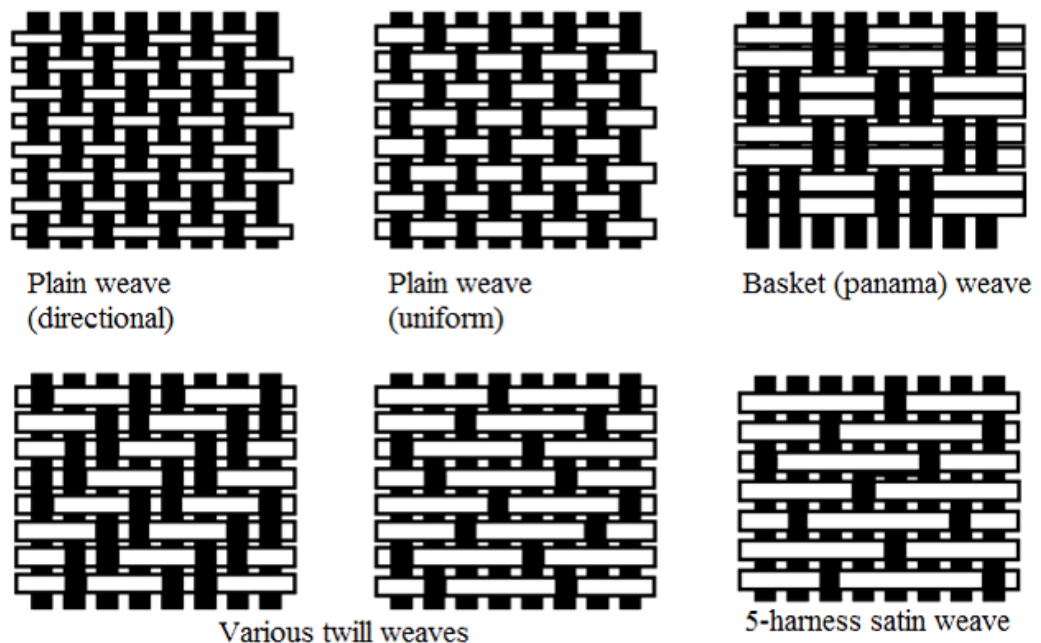 Plain weave
(directional)
Plain weave
(uniform)
Basket (panama) weave
Various twill weaves
5-harness satin weave